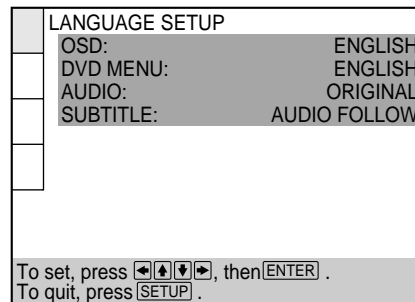 LANGUAGE SETUP
OSD: ENGLISH
DVD MENU: ENGLISH
AUDIO: ORIGINAL
SUBTITLE: AUDIO FOLLOW
To set, press ←↑↓→, then ENTER .
To quit, press SETUP .